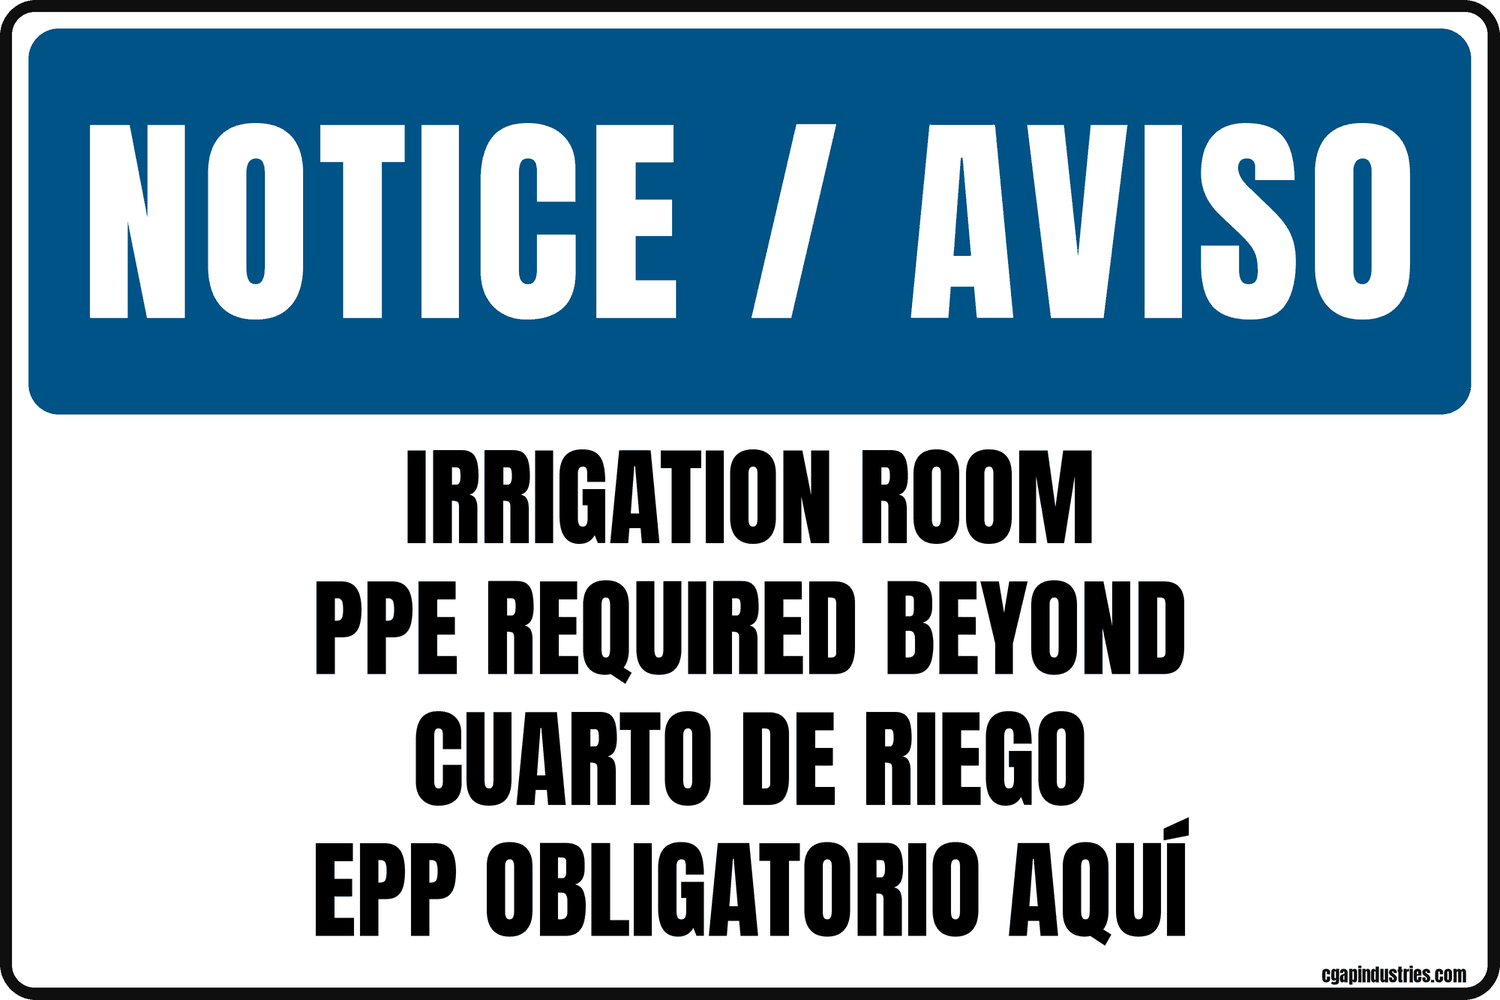 NOTICE / AVISO
IRRIGATION ROOM
PPE REQUIRED BEYOND
CUARTO DE RIEGO
EPP OBLIGATORIO AQUÍ
cgapindustries.com